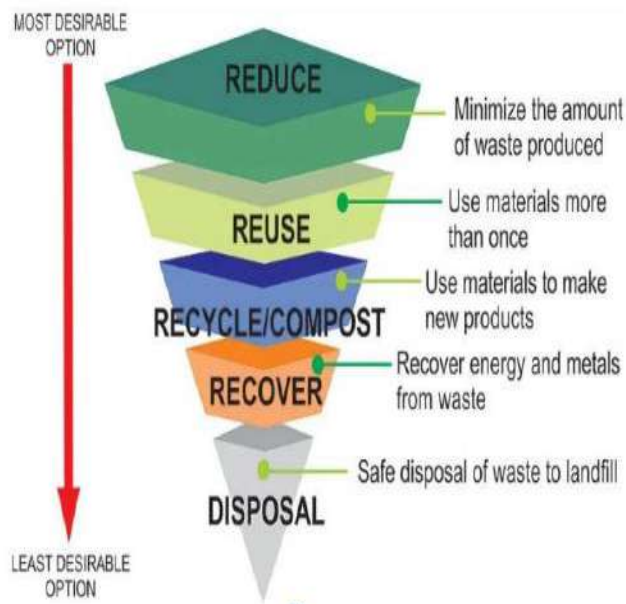 MOST DESIRABLE
OPTION
REDUCE
Minimize the amount
of waste produced
REUSE
Use materials more
than once
RECYCLE/COMPOST
Use materials to make
new products
RECOVER
Recover energy and metals
from waste
Safe disposal of waste to landfill
DISPOSAL
LEAST DESIRABLE
OPTION